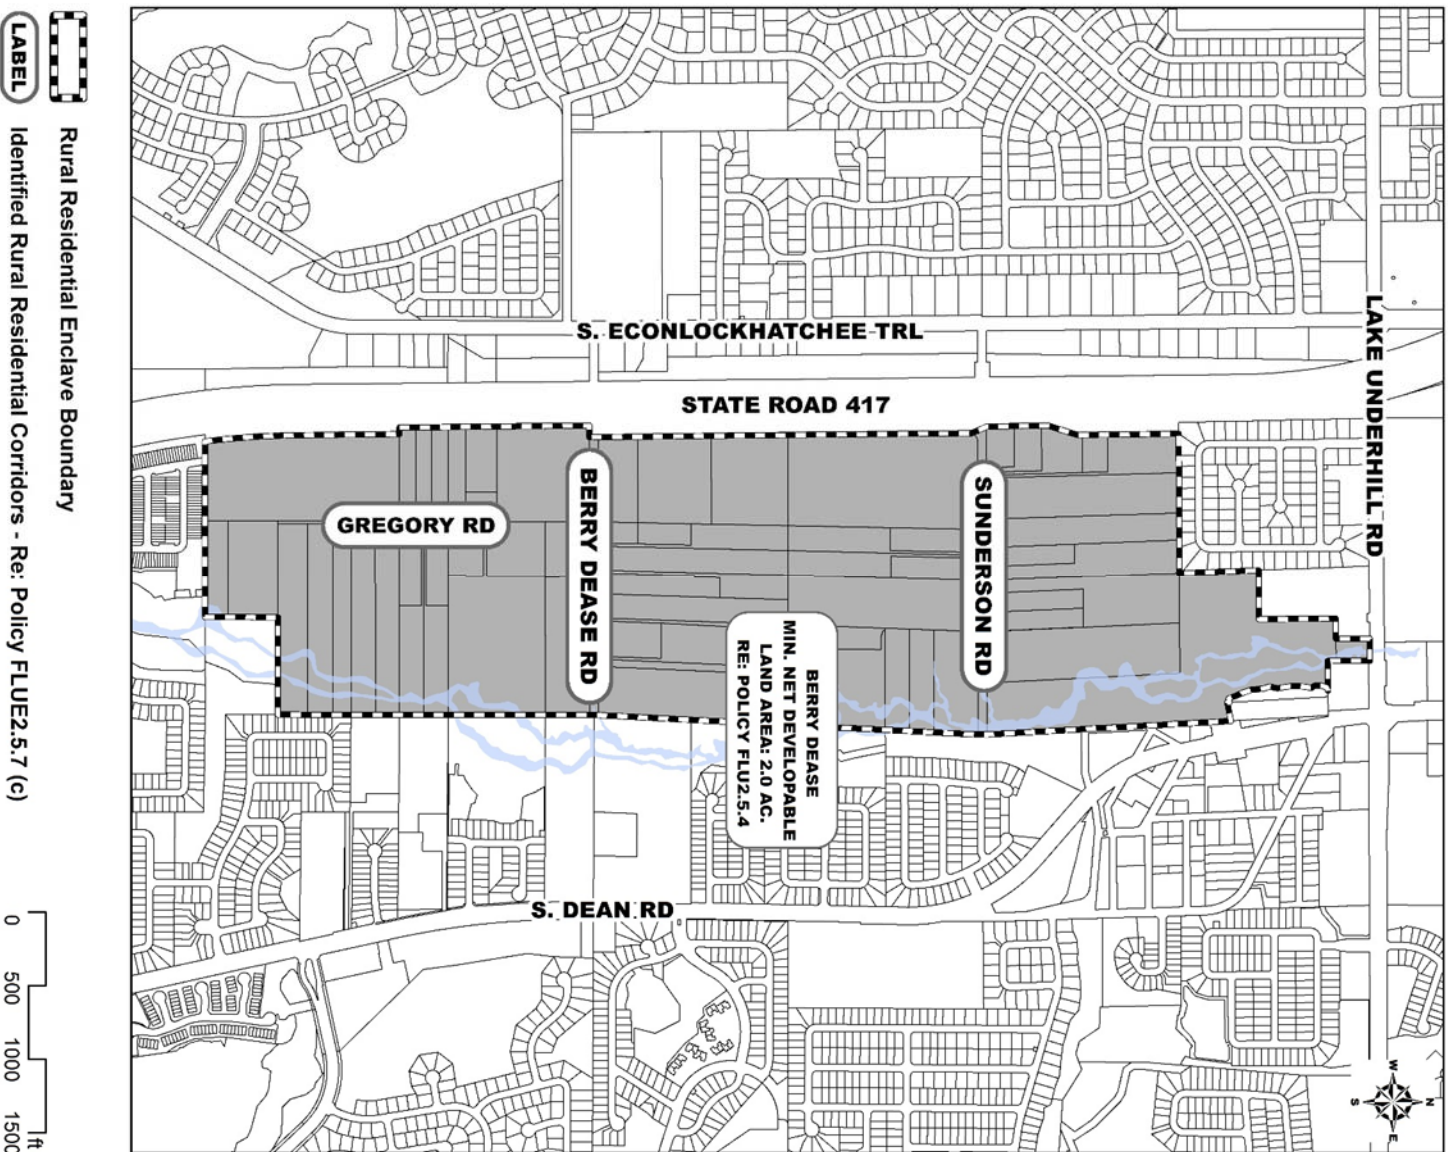 LAKE UNDERHILL RD
S. ECONLOCKHATCHEE TRL
STATE ROAD 417
GREGORY RD
BERRY DEASE RD
SUNDERSON RD
BERRY DEASE
MIN. NET DEVELOPABLE
LAND AREA: 2.0 AC.
RE: POLICY FLU2.5.4
S. DEAN RD
N
W
E
S
Rural Residential Enclave Boundary
LABEL
Identified Rural Residential Corridors - Re: Policy FLUE2.5.7 (c)
0 500 1000 1500
ft